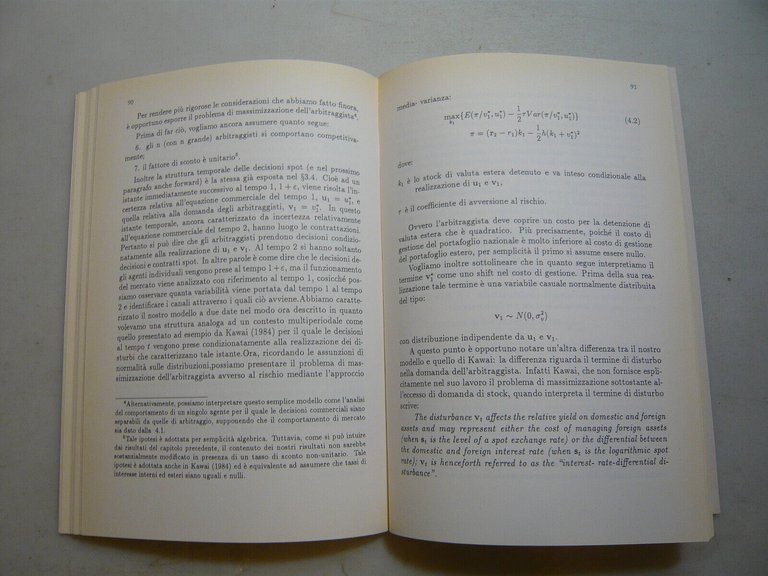 90
Per rendere più rigorose le considerazioni che abbiamo fatto finora,
è opportuno esporre il problema di massimizzazione dell'arbitraggista⁴.
Prima di far ciò, vogliamo ancora assumere quanto segue:
6. gli n (con n grande) arbitraggisti si comportano competitiva-
mente;
7. il fattore di sconto è unitario⁵.
Inoltre la struttura temporale delle decisioni spot (e nel prossimo
paragrafo anche forward) è la stessa già esposta nel §3.4. Cioè ad un
istante immediatamente successivo al tempo 1, 1 + ε, viene risolta l'in-
certezza relativa all'equazione commerciale del tempo 1, u₁ = u₁*, e
quella relativa alla domanda degli arbitraggisti, v₁ = v₁*. In questo
istante temporale, ancora caratterizzato da incertezza relativamente
all'equazione commerciale del tempo 2, hanno luogo le contrattazioni.
Pertanto si può dire che gli arbitraggisti prendono decisioni condizio-
natamente alla realizzazione di u₁ e v₁. Al tempo 2 si hanno soltanto
decisioni e contratti spot. In altre parole è come dire che le decisioni de-
gli agenti individuali vengono prese al tempo 1+ε, ma il funzionamento
del mercato viene analizzato con riferimento al tempo 1, cosicché pos-
siamo osservare quanta variabilità viene portata dal tempo 1 al tempo
2 e identificare i canali attraverso i quali ciò avviene.Abbiamo caratte-
rizzato il nostro modello a due date nel modo ora descritto in quanto
volevamo una struttura analoga ad un contesto multiperiodale come
quello presentato ad esempio da Kawai (1984) per il quale le decisioni
al tempo t vengono prese condizionatamente alla realizzazione dei di-
sturbi che caratterizzano tale istante.Ora, ricordando le assunzioni di
normalità sulle distribuzioni,possiamo presentare il problema di mas-
simizzazione dell'arbitraggista avverso al rischio mediante l'approccio
⁴Alternativamente, possiamo interpretare questo semplice modello come l'analisi
del comportamento di un singolo agente per il quale le decisioni commerciali siano
separabili da quelle di arbitraggio, supponendo che il comportamento di mercato
sia dato dalla 4.1.
⁵Tale ipotesi è adottata per semplicità algebrica. Tuttavia, come si può intuire
dai risultati del capitolo precedente, il contenuto dei nostri risultati non sarebbe
sostanzialmente modificato in presenza di un tasso di sconto non-unitario. Tale
ipotesi è adottata anche in Kawai (1984) ed è equivalente ad assumere che tassi di
interesse interni ed esteri siano uguali e nulli.
91
media- varianza:
max{E(π/v₁*, u₁*) − ½ r Var(π/v₁*, u₁*)}
k₁
(4.2)
π = (r₂ − r₁)k₁ − ½ h(k₁ + v₁*)²
dove:
k₁ è lo stock di valuta estera detenuto e va inteso condizionale alla
realizzazione di u₁ e v₁.
r è il coefficiente di avversione al rischio.
Ovvero l'arbitraggista deve coprire un costo per la detenzione di
valuta estera che è quadratico. Più precisamente, poiché il costo di
gestione del portafoglio nazionale è molto inferiore al costo di gestione
del portafoglio estero, per semplicità il primo si assume essere nullo.
Vogliamo inoltre sottolineare che in quanto segue interpretiamo il
termine v₁* come uno shift nel costo di gestione. Prima della sua rea-
lizzazione tale termine è una variabile casuale normalmente distribuita
del tipo:
v₁ ∼ N(0, σᵥ²)
con distribuzione indipendente da u₁ e v₁.
A questo punto è opportuno notare un'altra differenza tra il nostro
modello e quello di Kawai: la differenza riguarda il termine di disturbo
nella domanda dell'arbitraggista. Infatti Kawai, che non fornisce espli-
citamente nel suo lavoro il problema di massimizzazione sottostante al-
l'eccesso di domanda di stock, quando interpreta il termine di disturbo
scrive:
The disturbance vₜ affects the relative yield on domestic and foreign
assets and may represent either the cost of managing foreign assets
(when sₜ is the level of a spot exchange rate) or the differential between
the domestic and foreign interest rate (when sₜ is the logarithmic spot
rate); vₜ is henceforth referred to as the "interest- rate-differential di-
sturbance".